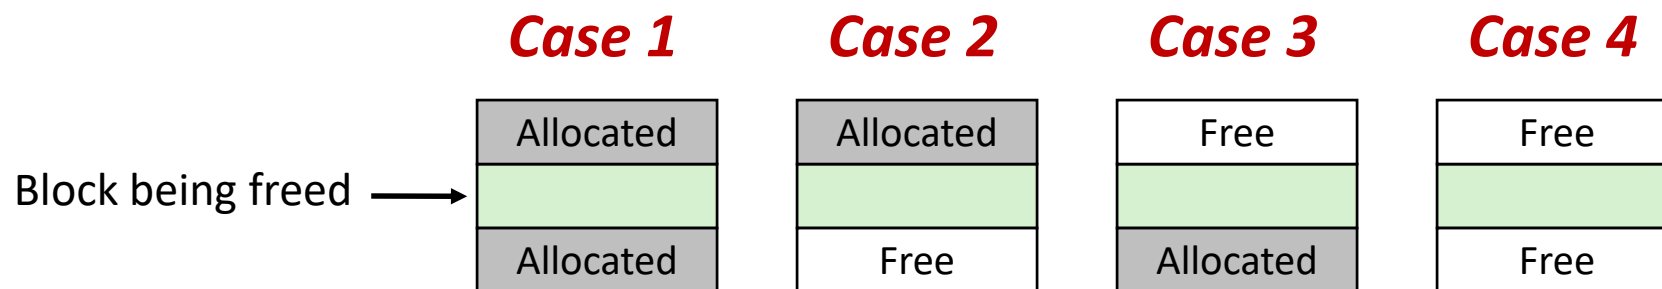 Case 1 Case 2 Case 3 Case 4
Allocated Allocated Free Free
Block being freed
Allocated Free Allocated Free